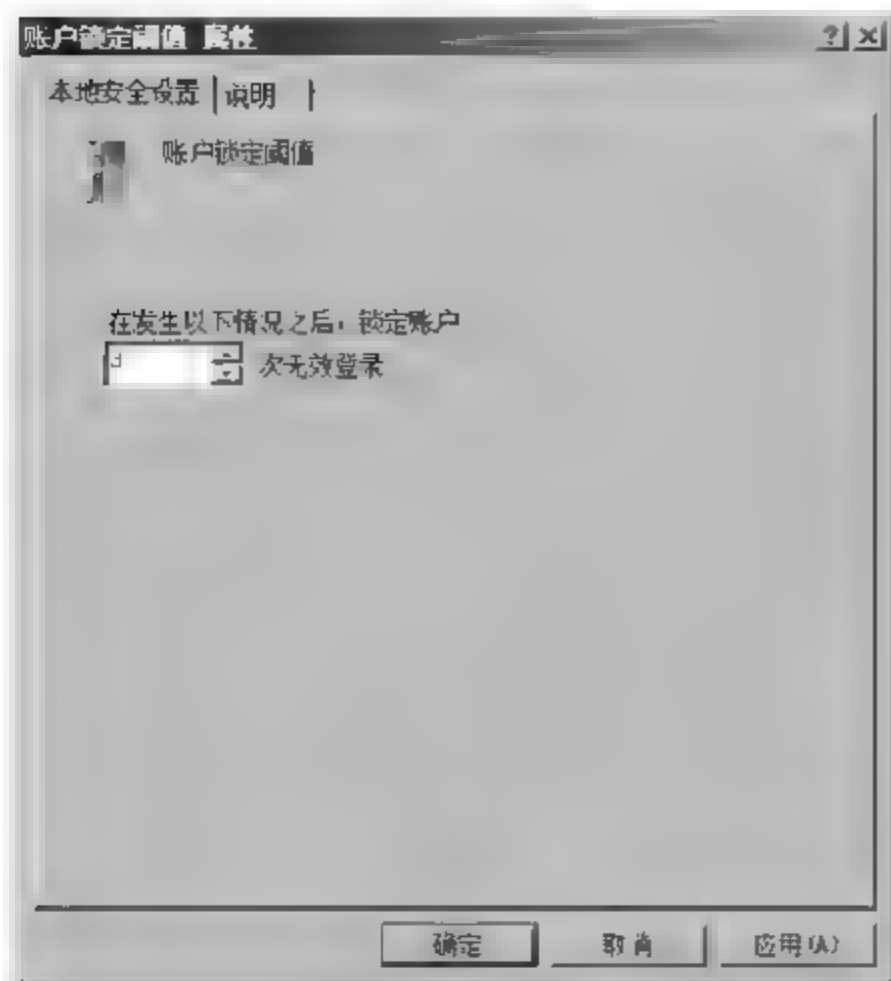 账户锁定阈值 属性
本地安全设置 说明
账户锁定阈值
在发生以下情况之后，锁定账户
次无效登录
确定 取消 应用(A)